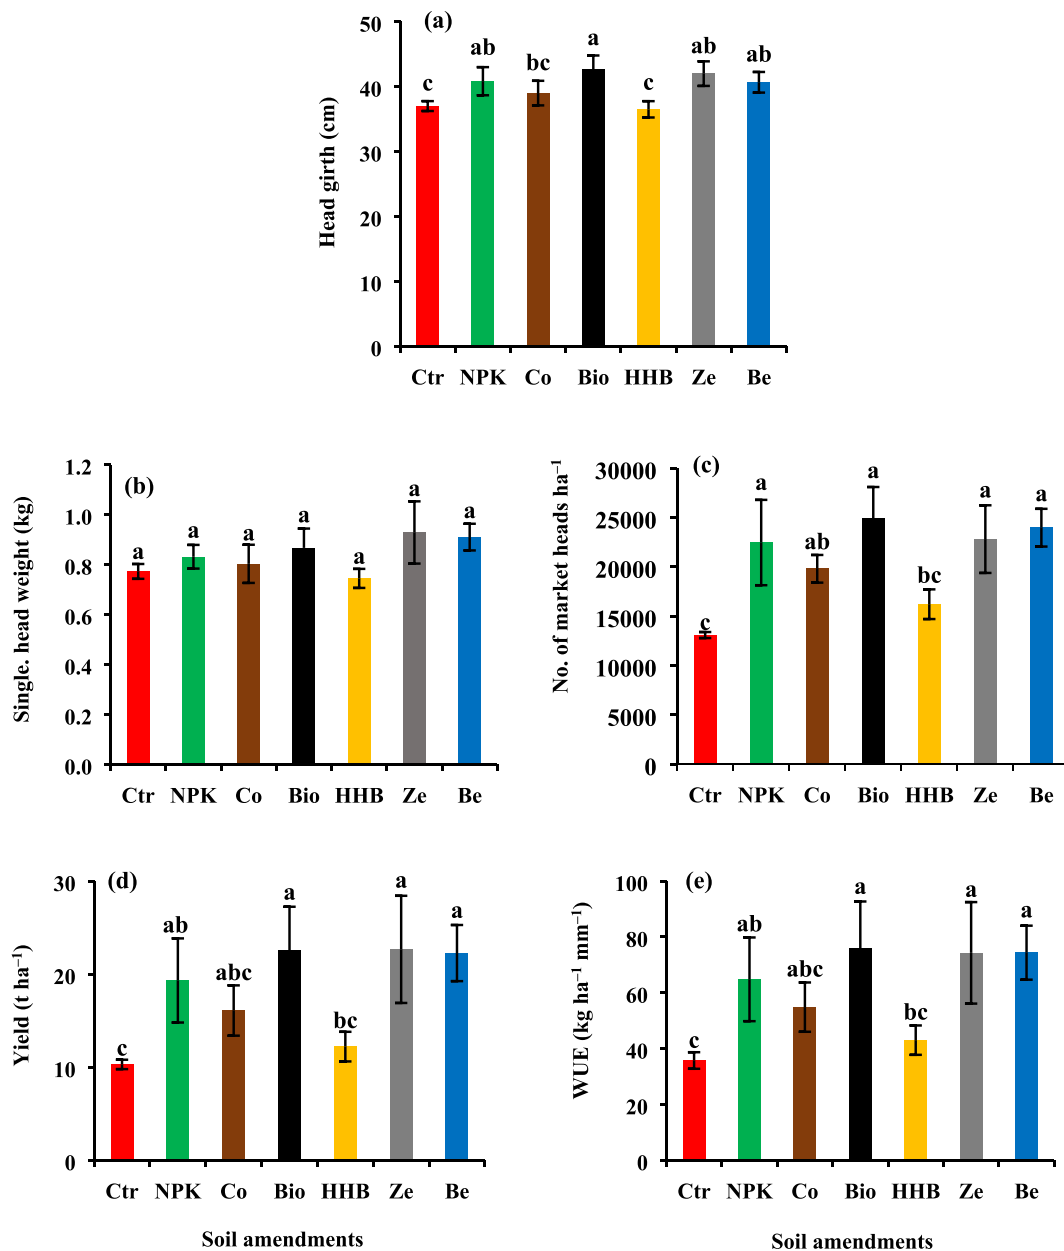 (a)
Head girth (cm)
50
40
30
20
10
0
c ab bc a c ab ab
Ctr NPK Co Bio HHB Ze Be
(b)
Single. head weight (kg)
1.2
1.0
0.8
0.6
0.4
0.2
0.0
a a a a a a a
Ctr NPK Co Bio HHB Ze Be
(c)
No. of market heads ha⁻¹
30000
25000
20000
15000
10000
5000
0
c a ab a bc a a
Ctr NPK Co Bio HHB Ze Be
(d)
Yield (t ha⁻¹)
30
20
10
0
c ab abc a bc a a
Ctr NPK Co Bio HHB Ze Be
Soil amendments
(e)
WUE (kg ha⁻¹ mm⁻¹)
100
80
60
40
20
0
c ab abc a bc a a
Ctr NPK Co Bio HHB Ze Be
Soil amendments